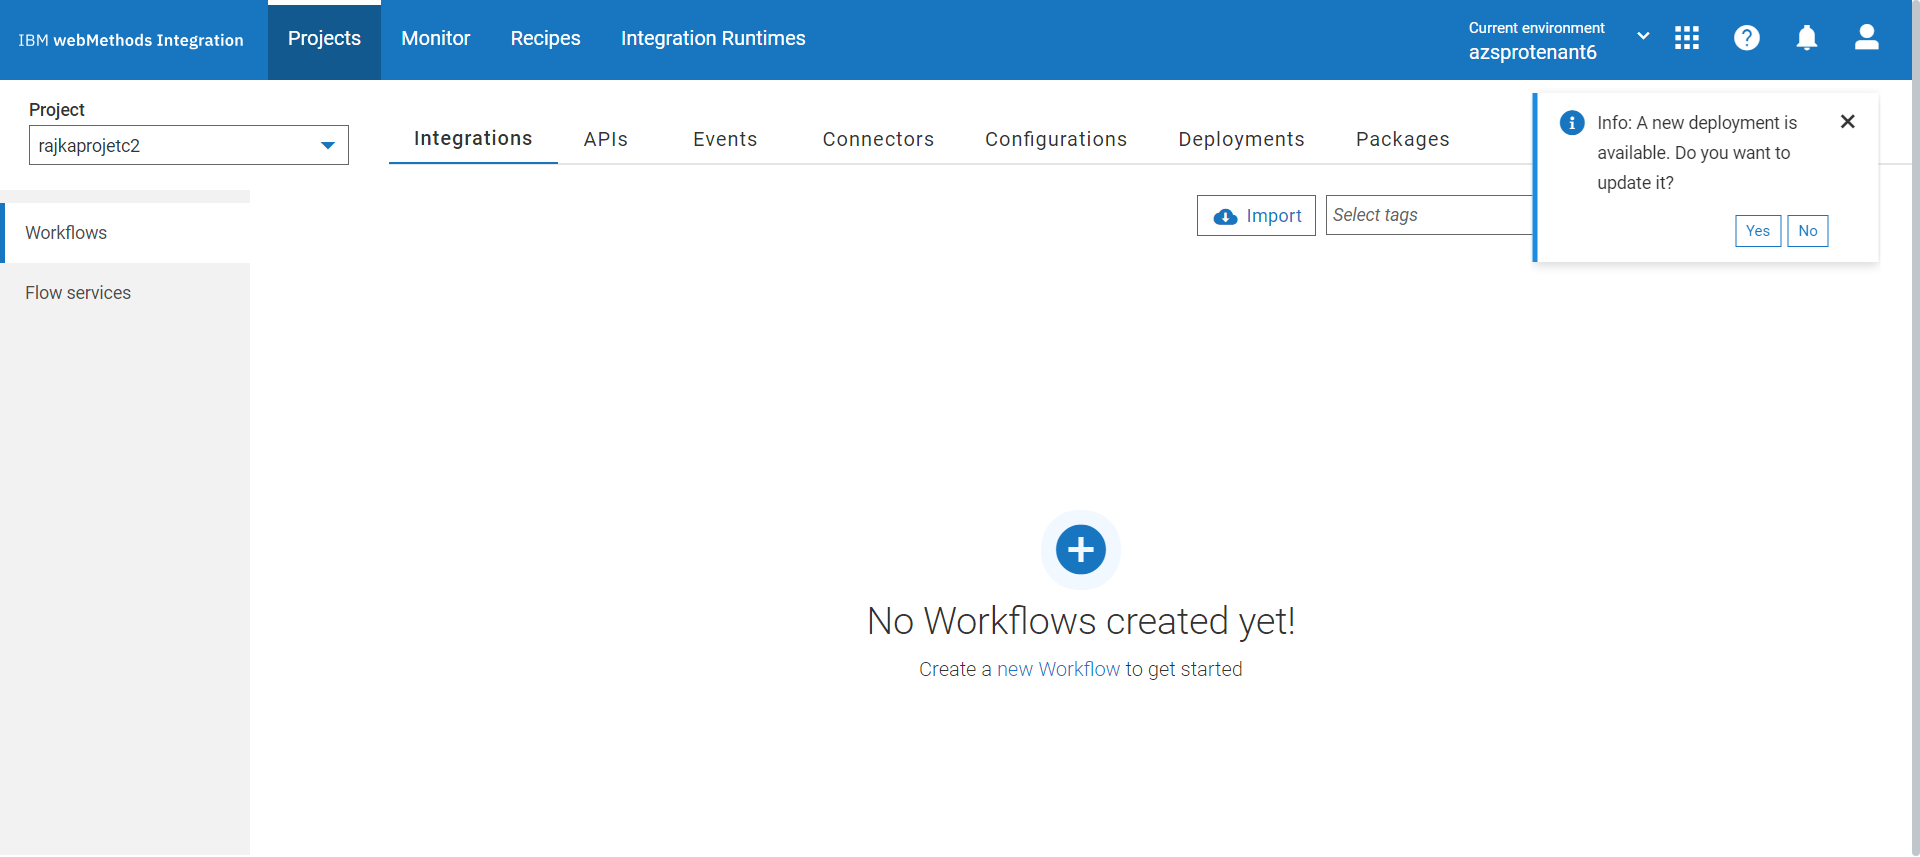 IBM webMethods Integration
Projects
Monitor
Recipes
Integration Runtimes
Current environment
azsprotenant6
Project
rajkaprojetc2
Integrations
APIs
Events
Connectors
Configurations
Deployments
Packages
Info: A new deployment is
available. Do you want to
update it?
Yes
No
Import
Select tags
Workflows
Flow services
No Workflows created yet!
Create a new Workflow to get started